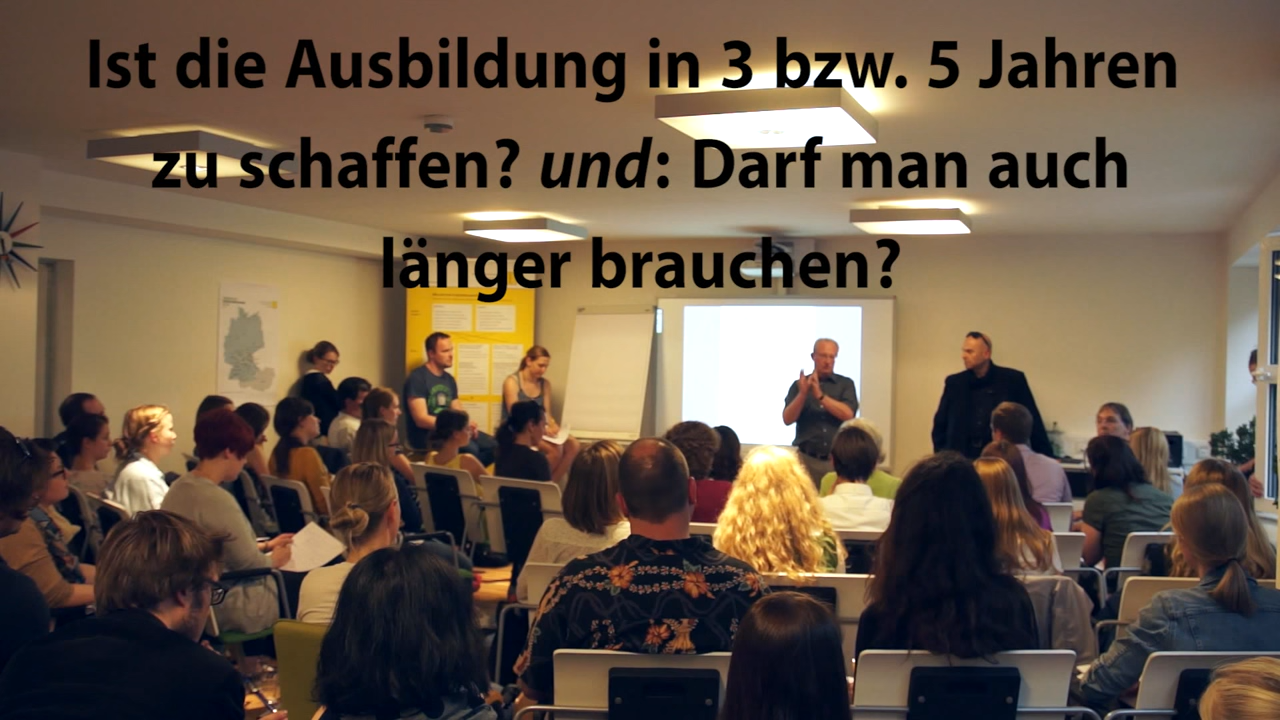 Ist die Ausbildung in 3 bzw. 5 Jahren
zu schaffen? und: Darf man auch
länger brauchen?